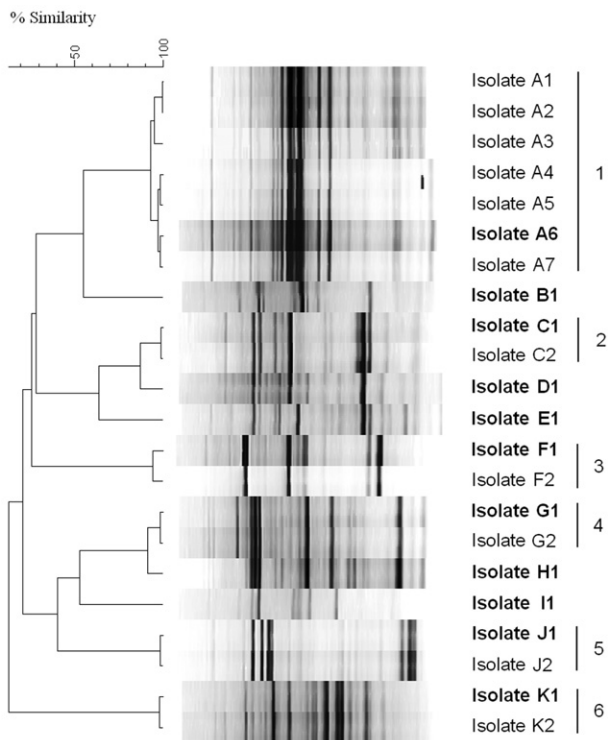 % Similarity
50
100
Isolate A1
Isolate A2
Isolate A3
Isolate A4
Isolate A5
Isolate A6
Isolate A7
1
Isolate B1
Isolate C1
Isolate C2
2
Isolate D1
Isolate E1
Isolate F1
Isolate F2
3
Isolate G1
Isolate G2
4
Isolate H1
Isolate I1
Isolate J1
Isolate J2
5
Isolate K1
Isolate K2
6